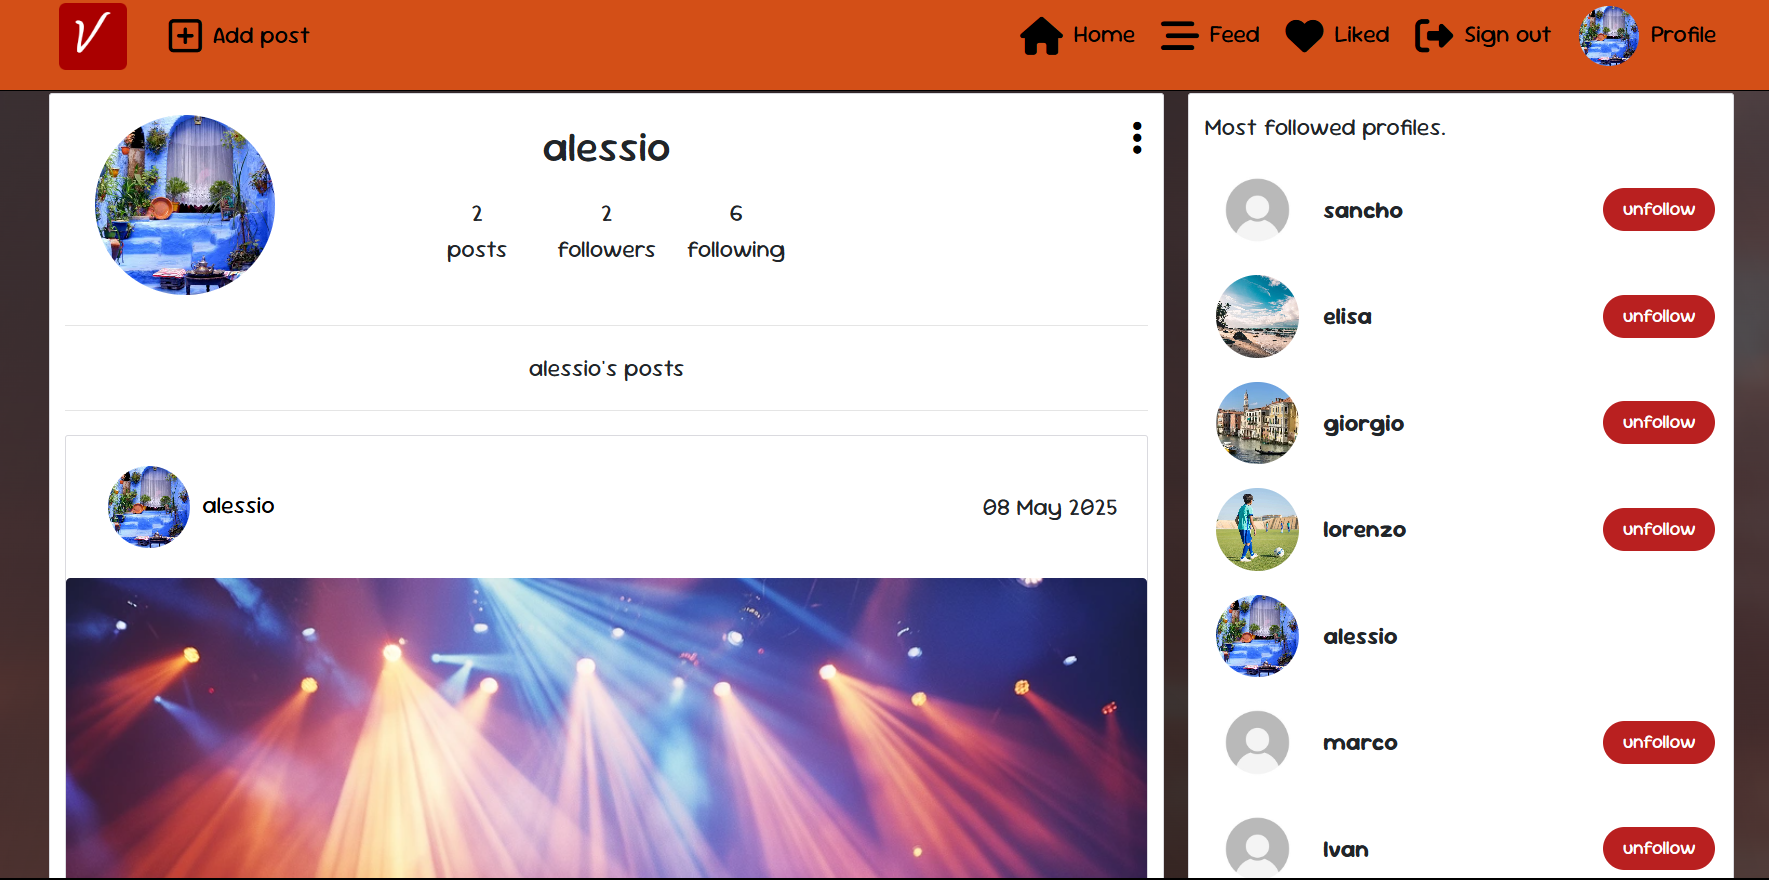 V
Add post
Home
Feed
Liked
Sign out
Profile
alessio
2 2 6
posts followers following
alessio's posts
alessio
08 May 2025
Most followed profiles.
sancho unfollow
elisa unfollow
giorgio unfollow
lorenzo unfollow
alessio
marco unfollow
Ivan unfollow